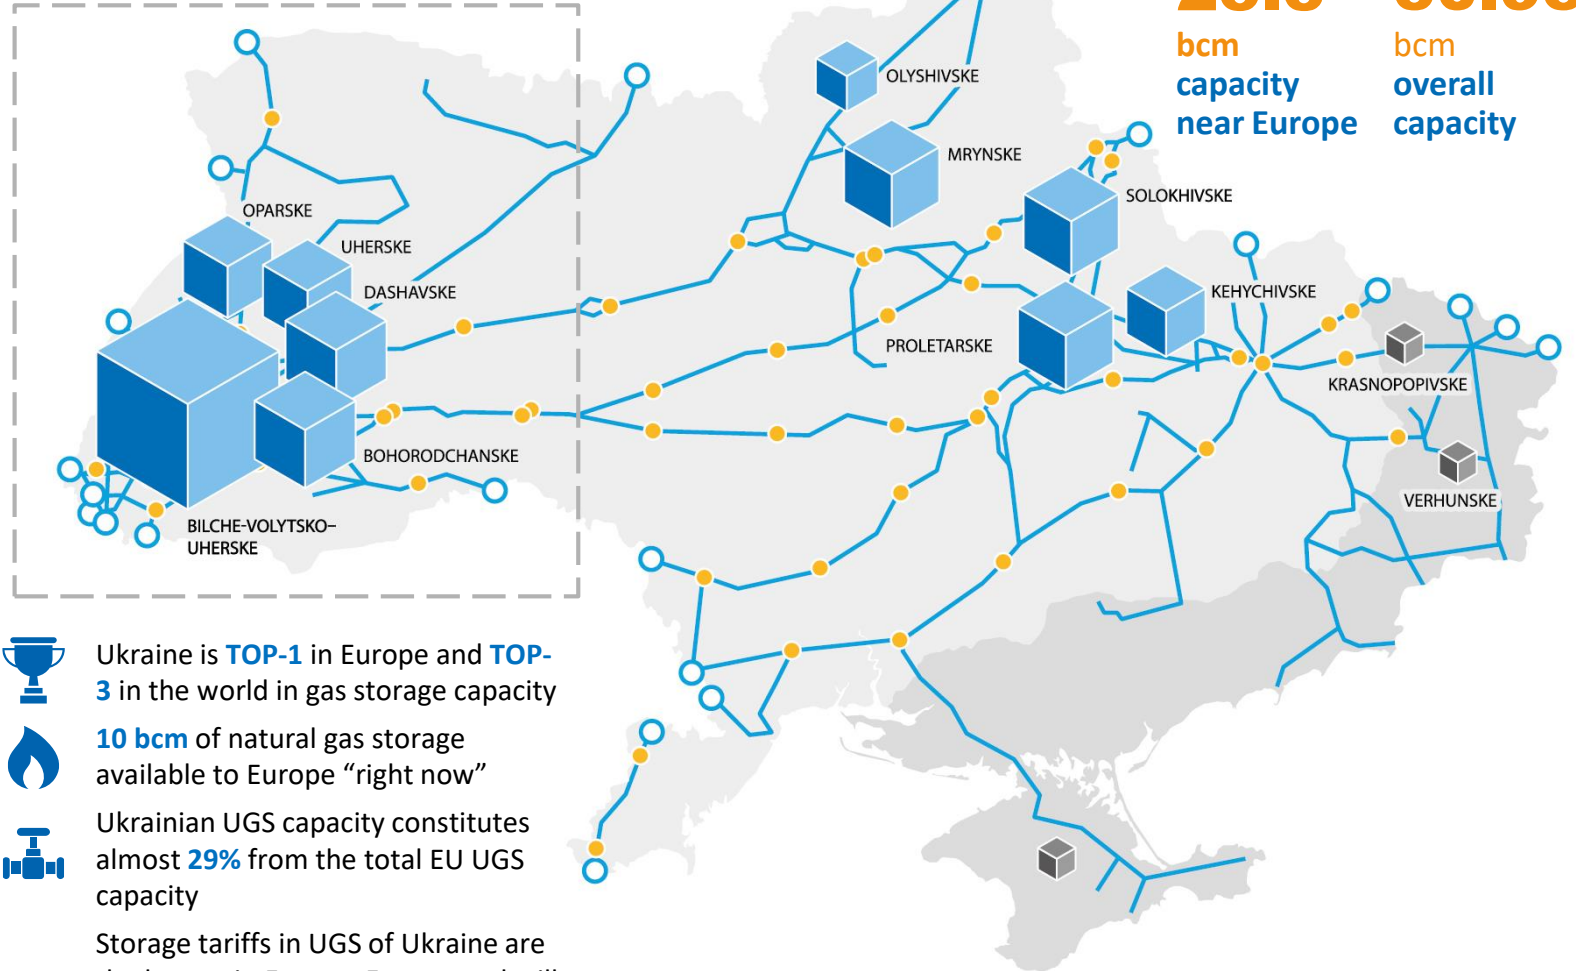 bcm
capacity
near Europe
bcm
overall
capacity
OLYSHIVSKE
MRYNSKE
SOLOKHIVSKE
OPARSKE
UHERSKE
DASHAVSKE
KEHYCHIVSKE
PROLETARSKE
KRASNOPOPIVSKE
BOHORODCHANSKE
VERHUNSKE
BILCHE-VOLYTSKO–
UHERSKE
Ukraine is TOP-1 in Europe and TOP-
3 in the world in gas storage capacity
10 bcm of natural gas storage
available to Europe “right now”
Ukrainian UGS capacity constitutes
almost 29% from the total EU UGS
capacity
Storage tariffs in UGS of Ukraine are